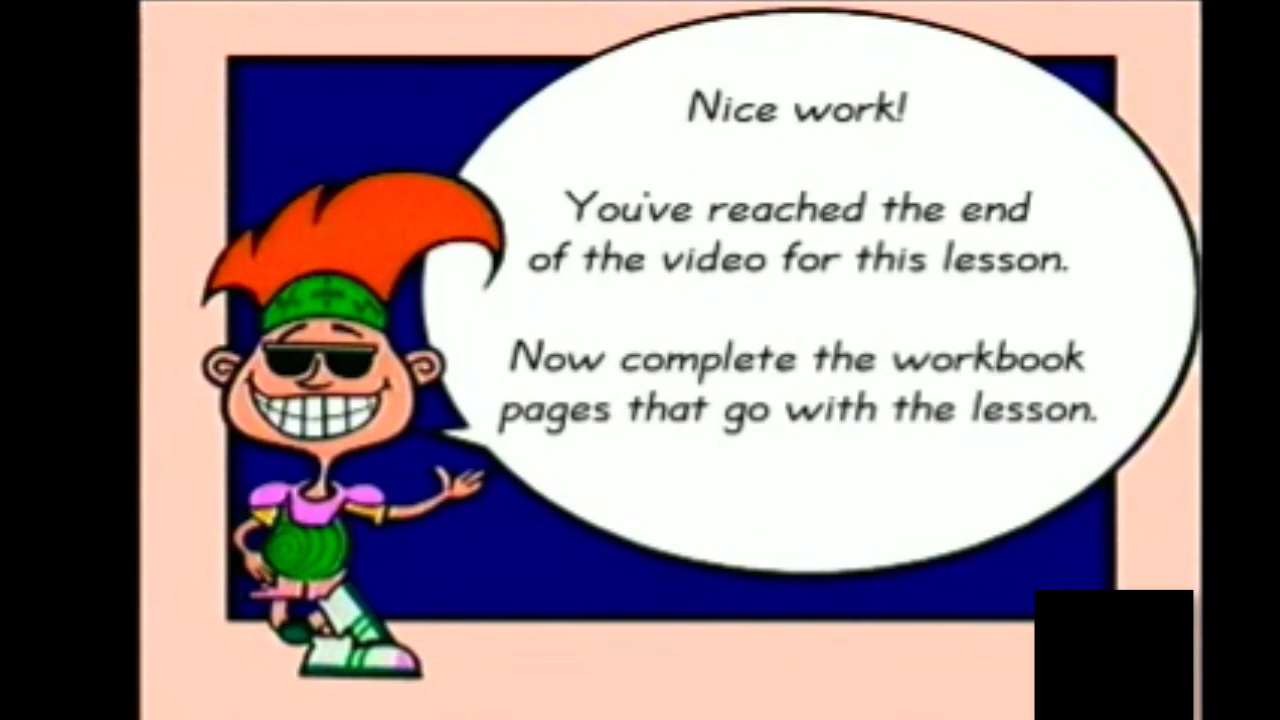 Nice work!
You've reached the end
of the video for this lesson.
Now complete the workbook
pages that go with the lesson.